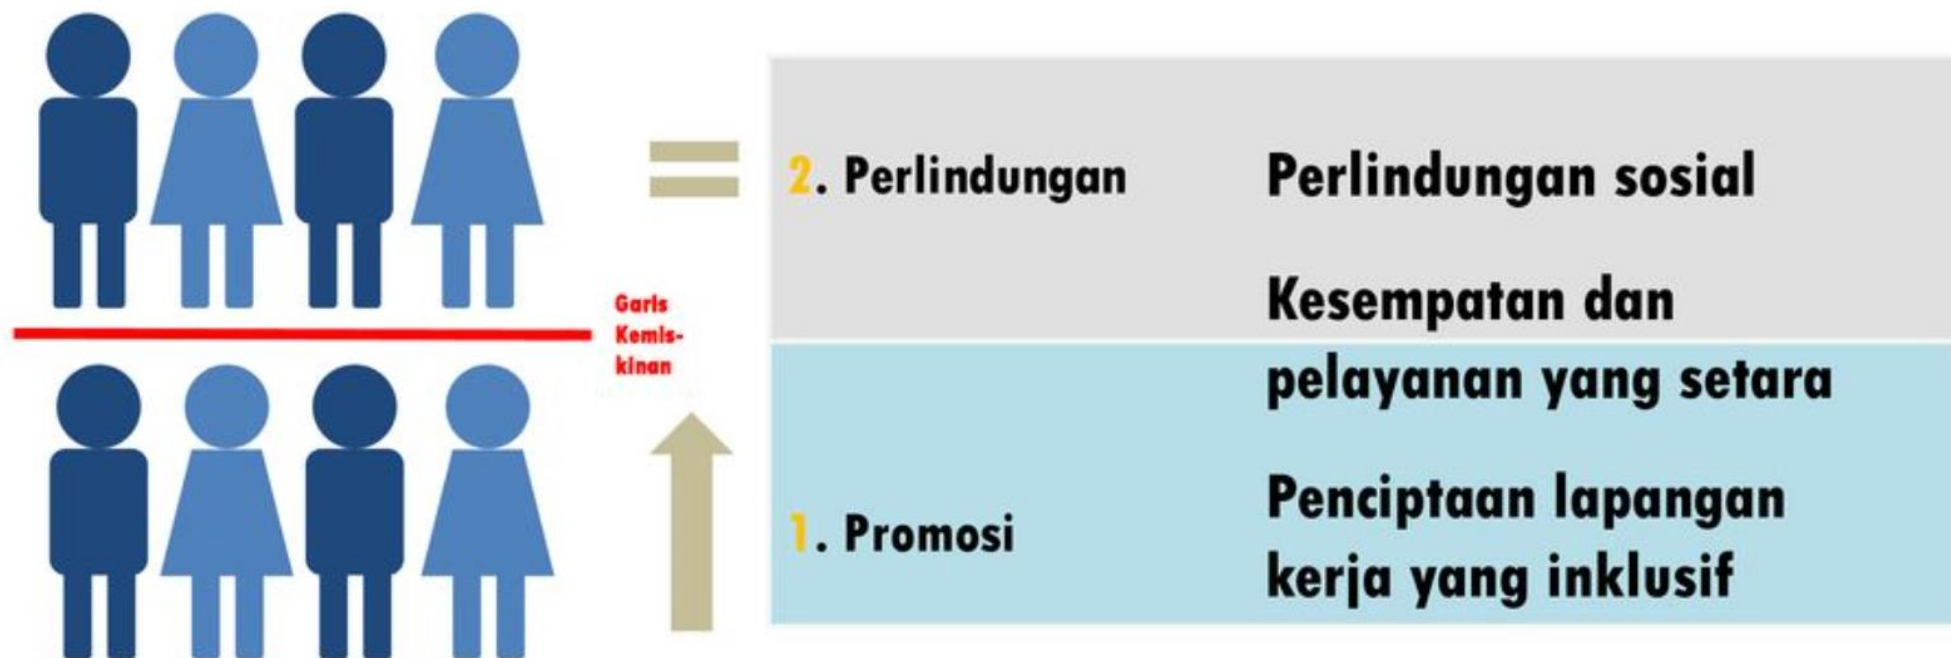 Garis
Kemis-
kinan
2. Perlindungan
Perlindungan sosial
Kesempatan dan
pelayanan yang setara
1. Promosi
Penciptaan lapangan
kerja yang inklusif